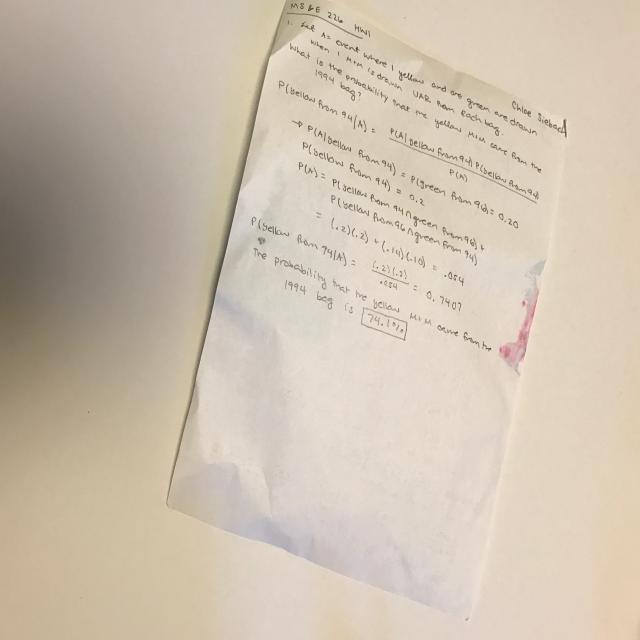 MS&E 226 HW1
Chloe Siebach
1. Let A = event where 1 yellow and one green are drawn
when 1 M&M is drawn UAR from each bag.
What is the probability that the yellow M&M came from the
1994 bag?
P(yellow from 94|A) = P(A|yellow from 94) P(yellow from 94)
P(A)
→ P(A|yellow from 94) = P(green from 96) = 0.20
P(yellow from 94) = 0.2
P(A) = P(yellow from 94 ∩ green from 96) +
P(yellow from 96 ∩ green from 94)
= (.2)(.2) + (.14)(.10) = .054
P(yellow from 94|A) = (.2)(.2) = 0.7407
.054
The probability that the yellow M&M came from the
1994 bag is 74.1%